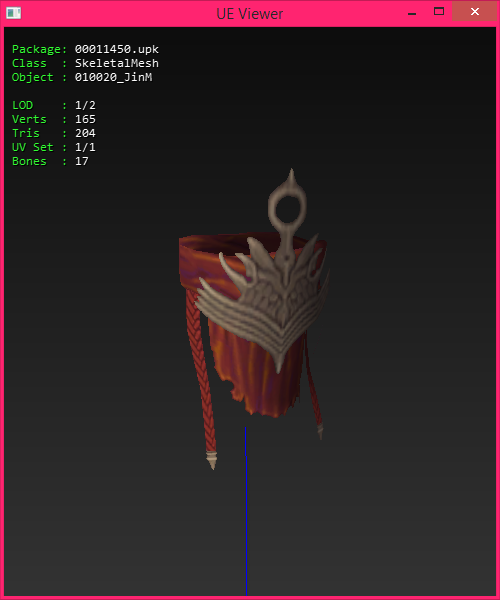 UE Viewer
Package: 00011450.upk
Class : SkeletalMesh
Object : 010020_JinM
LOD : 1/2
Verts : 165
Tris : 204
UV Set : 1/1
Bones : 17